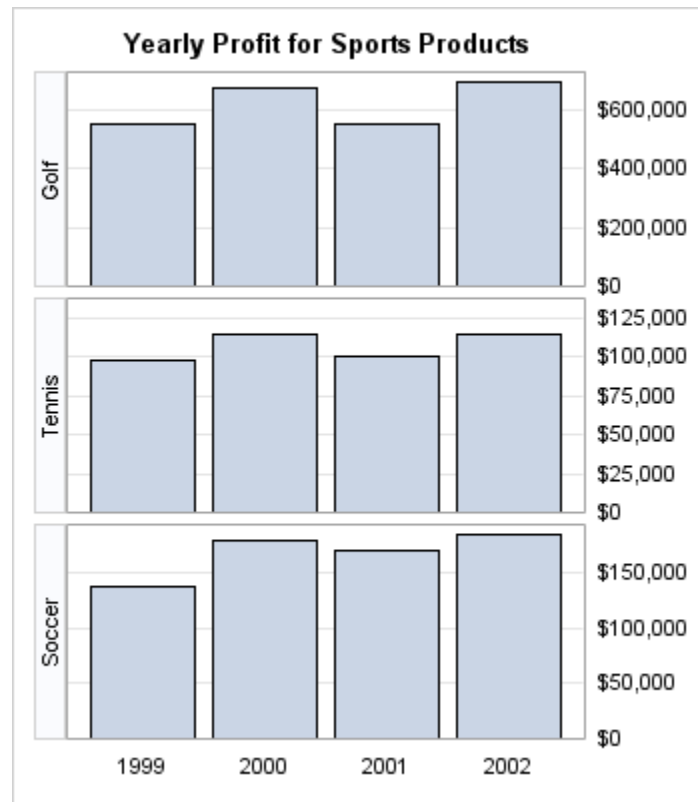 Yearly Profit for Sports Products
Golf
$600,000
$400,000
$200,000
$0
Tennis
$125,000
$100,000
$75,000
$50,000
$25,000
$0
Soccer
$150,000
$100,000
$50,000
$0
1999 2000 2001 2002